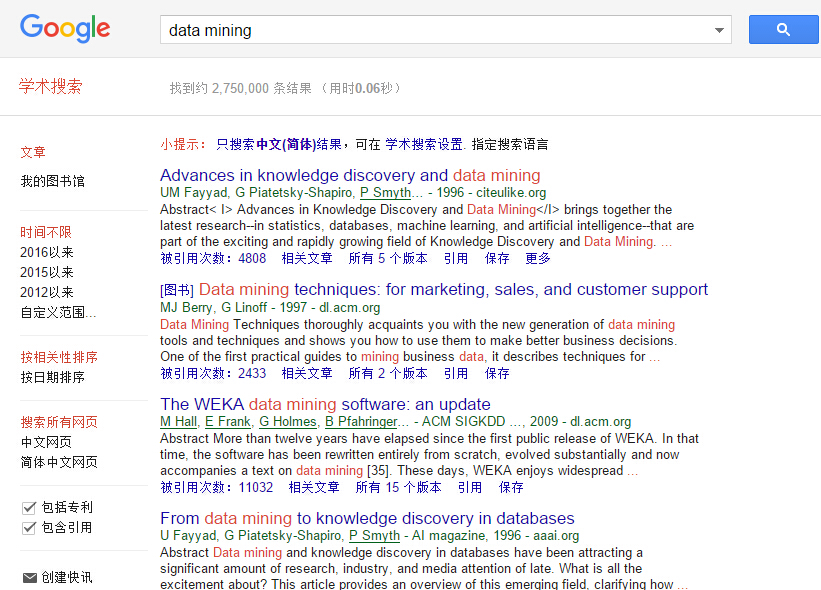 Google
data mining
学术搜索
找到约 2,750,000 条结果 （用时0.06秒）
文章
我的图书馆
时间不限
2016以来
2015以来
2012以来
自定义范围...
按相关性排序
按日期排序
搜索所有网页
中文网页
简体中文网页
包括专利
包含引用
创建快讯
小提示： 只搜索中文(简体)结果，可在 学术搜索设置. 指定搜索语言
Advances in knowledge discovery and data mining
UM Fayyad, G Piatetsky-Shapiro, P Smyth… - 1996 - citeulike.org
Abstract< I> Advances in Knowledge Discovery and Data Mining</I> brings together the
latest research--in statistics, databases, machine learning, and artificial intelligence--that are
part of the exciting and rapidly growing field of Knowledge Discovery and Data Mining. ...
被引用次数：4808 相关文章 所有 5 个版本 引用 保存 更多
[图书] Data mining techniques: for marketing, sales, and customer support
MJ Berry, G Linoff - 1997 - dl.acm.org
Data Mining Techniques thoroughly acquaints you with the new generation of data mining
tools and techniques and shows you how to use them to make better business decisions.
One of the first practical guides to mining business data, it describes techniques for ...
被引用次数：2433 相关文章 所有 2 个版本 引用 保存
The WEKA data mining software: an update
M Hall, E Frank, G Holmes, B Pfahringer… - ACM SIGKDD …, 2009 - dl.acm.org
Abstract More than twelve years have elapsed since the first public release of WEKA. In that
time, the software has been rewritten entirely from scratch, evolved substantially and now
accompanies a text on data mining [35]. These days, WEKA enjoys widespread ...
被引用次数：11032 相关文章 所有 15 个版本 引用 保存
From data mining to knowledge discovery in databases
U Fayyad, G Piatetsky-Shapiro, P Smyth - AI magazine, 1996 - aaai.org
Abstract Data mining and knowledge discovery in databases have been attracting a
significant amount of research, industry, and media attention of late. What is all the
excitement about? This article provides an overview of this emerging field, clarifying how ...